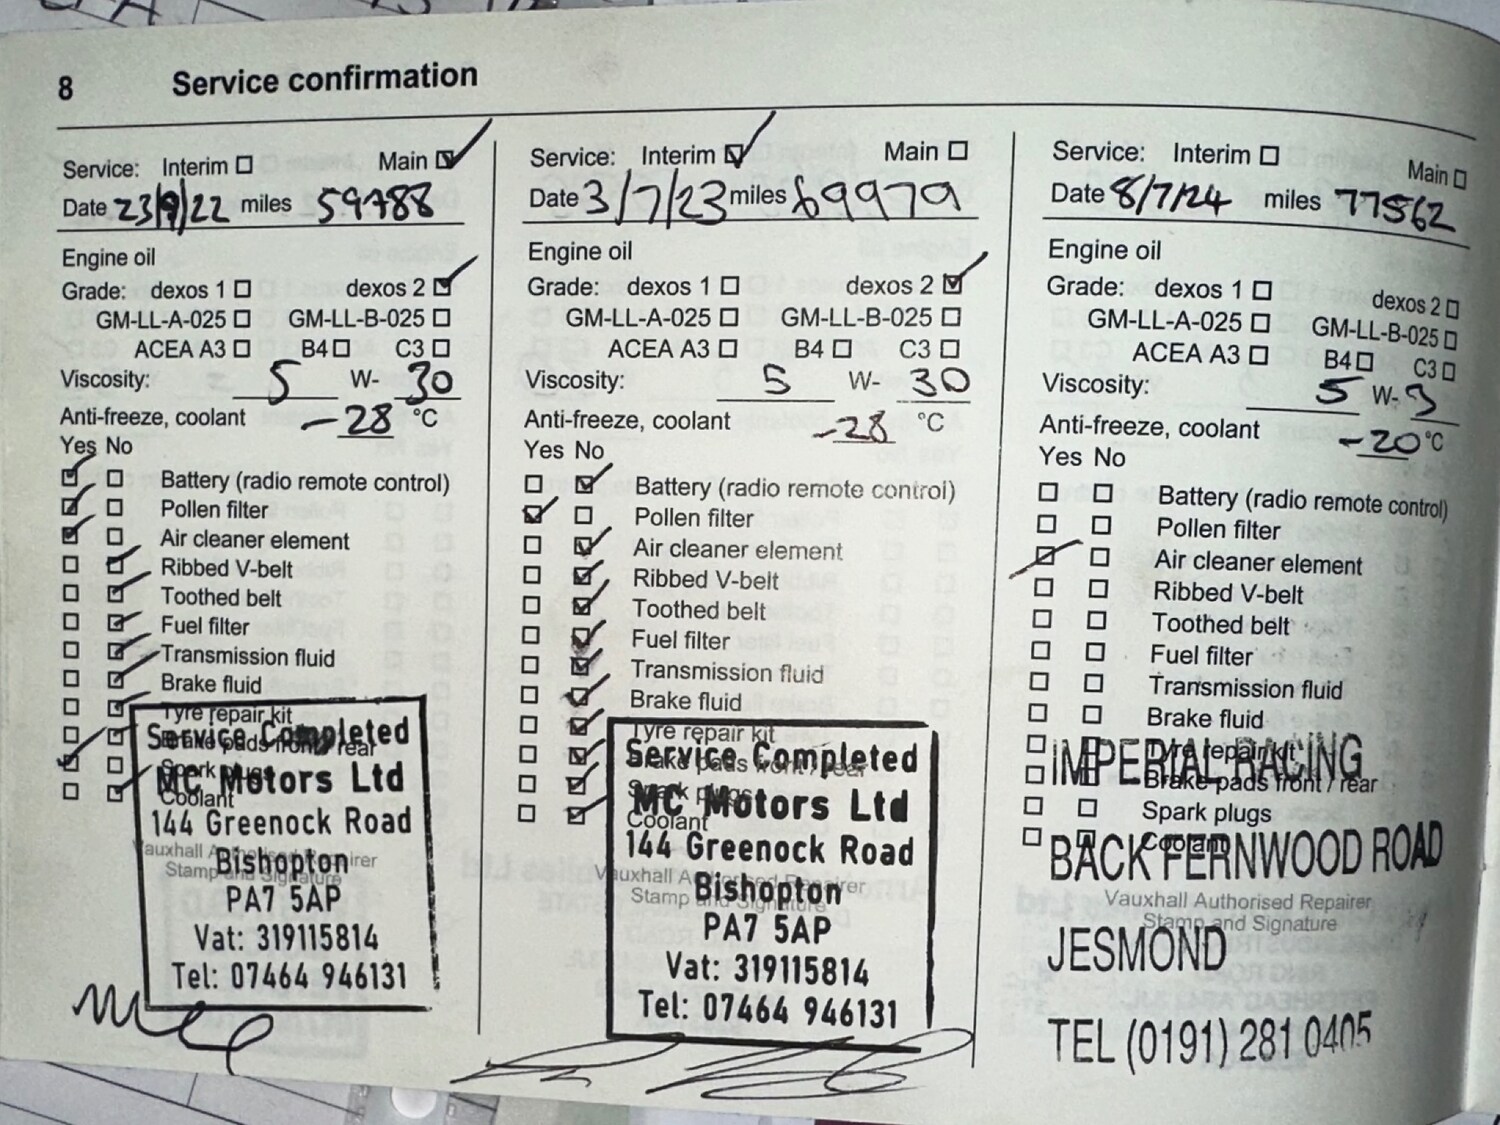 8 Service confirmation
Service: Interim Main
Date 23/9/22 miles 59788
Engine oil
Grade: dexos 1 dexos 2
GM-LL-A-025 GM-LL-B-025
ACEA A3 B4 C3
Viscosity: 5 W- 30
Anti-freeze, coolant -28 °C
Yes No
Battery (radio remote control)
Pollen filter
Air cleaner element
Ribbed V-belt
Toothed belt
Fuel filter
Transmission fluid
Brake fluid
Tyre repair kit
Brake pads front / rear
Spark plugs
Coolant
Vauxhall Authorised Repairer
Stamp and Signature
Service Completed
MC Motors Ltd
144 Greenock Road
Bishopton
PA7 5AP
Vat: 319115814
Tel: 07464 946131
Service: Interim Main
Date 3/7/23 miles 69979
Engine oil
Grade: dexos 1 dexos 2
GM-LL-A-025 GM-LL-B-025
ACEA A3 B4 C3
Viscosity: 5 W- 30
Anti-freeze, coolant -28 °C
Yes No
Battery (radio remote control)
Pollen filter
Air cleaner element
Ribbed V-belt
Toothed belt
Fuel filter
Transmission fluid
Brake fluid
Tyre repair kit
Brake pads front / rear
Spark plugs
Coolant
Vauxhall Authorised Repairer
Stamp and Signature
Service Completed
MC Motors Ltd
144 Greenock Road
Bishopton
PA7 5AP
Vat: 319115814
Tel: 07464 946131
Service: Interim Main
Date 8/7/24 miles 77562
Engine oil
Grade: dexos 1 dexos 2
GM-LL-A-025 GM-LL-B-025
ACEA A3 B4 C3
Viscosity: 5 W- 3
Anti-freeze, coolant -20 °C
Yes No
Battery (radio remote control)
Pollen filter
Air cleaner element
Ribbed V-belt
Toothed belt
Fuel filter
Transmission fluid
Brake fluid
Tyre repair kit
Brake pads front / rear
Spark plugs
Coolant
Vauxhall Authorised Repairer
Stamp and Signature
IMPERIAL RACING
BACK FERNWOOD ROAD
JESMOND
TEL (0191) 281 0405